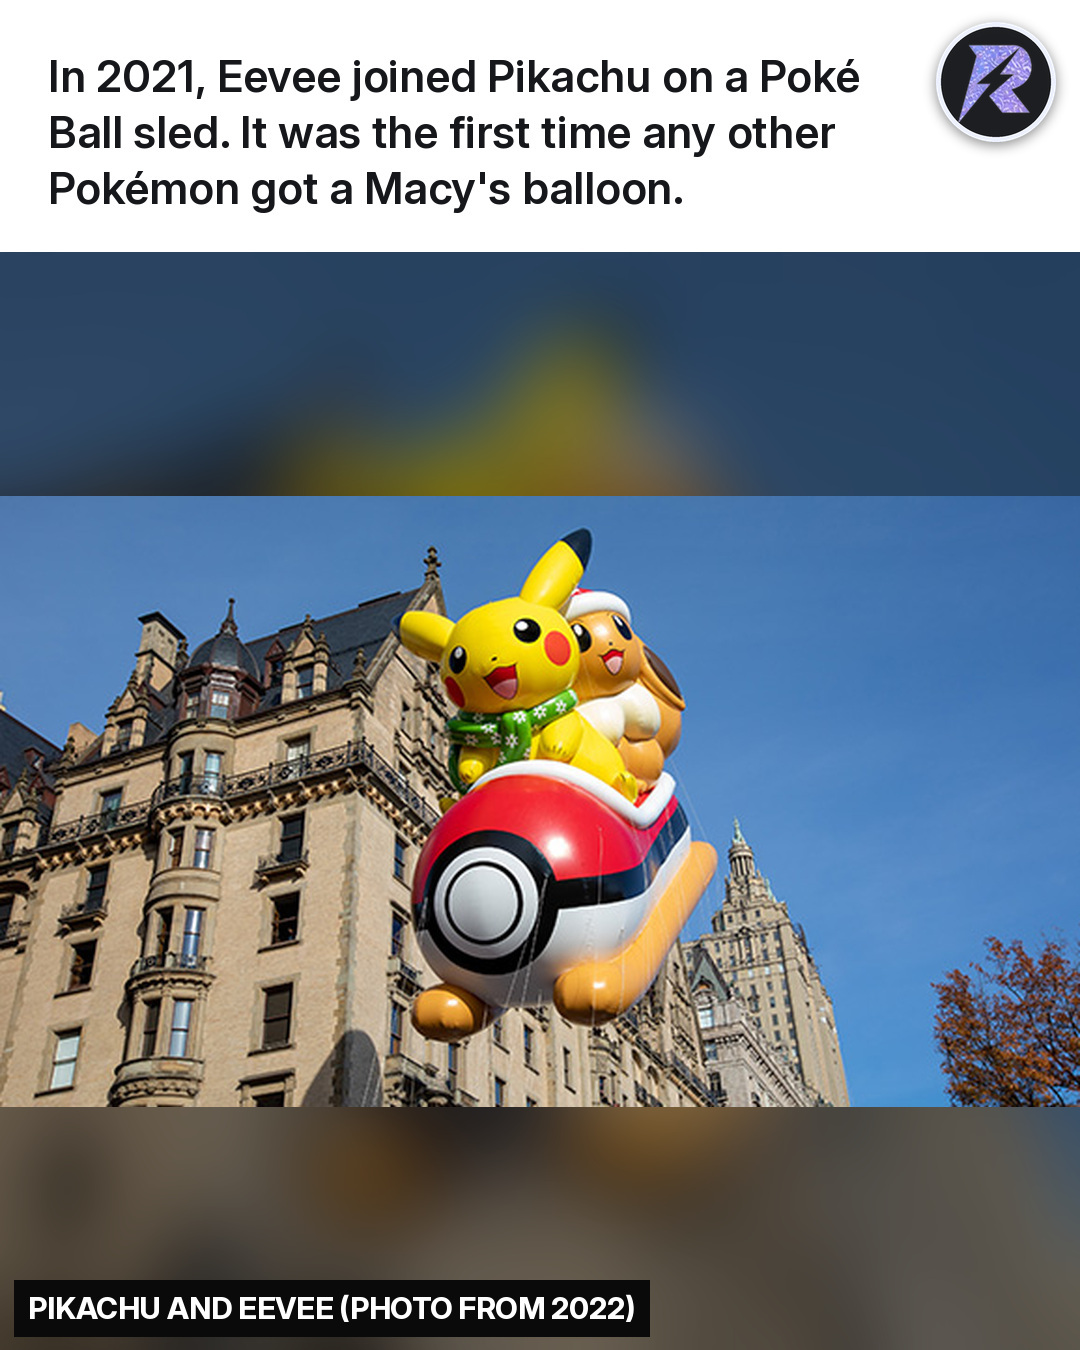 In 2021, Eevee joined Pikachu on a Poké
Ball sled. It was the first time any other
Pokémon got a Macy's balloon.
R
PIKACHU AND EEVEE (PHOTO FROM 2022)